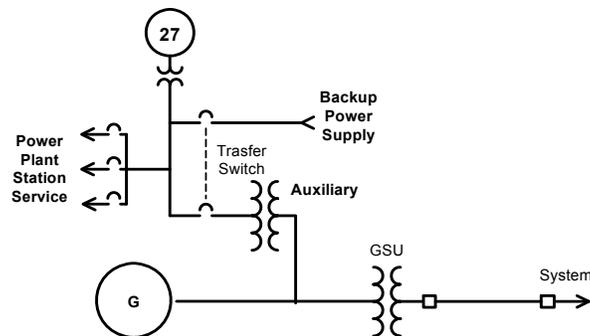 27
Backup
Power
Supply
Power
Plant
Station
Service
Trasfer
Switch
Auxiliary
GSU
System
G